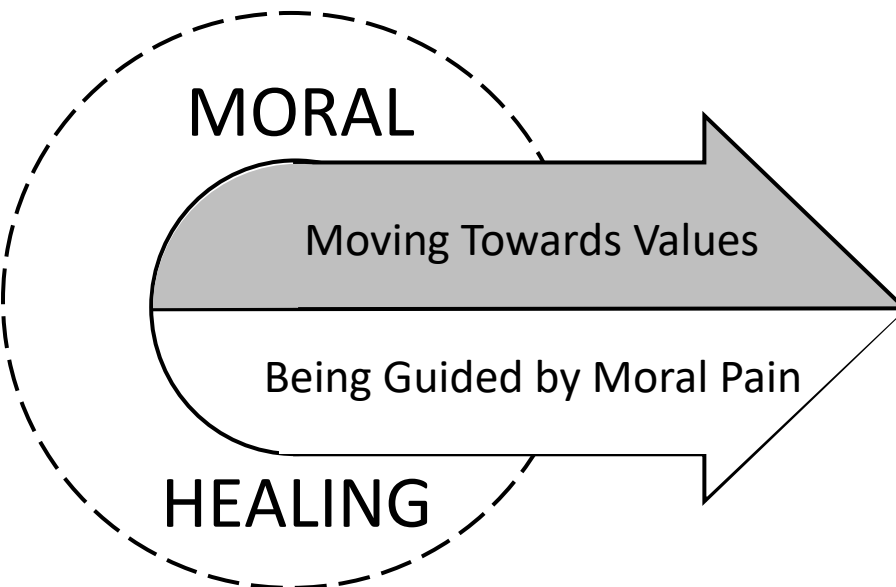 MORAL
Moving Towards Values
Being Guided by Moral Pain
HEALING